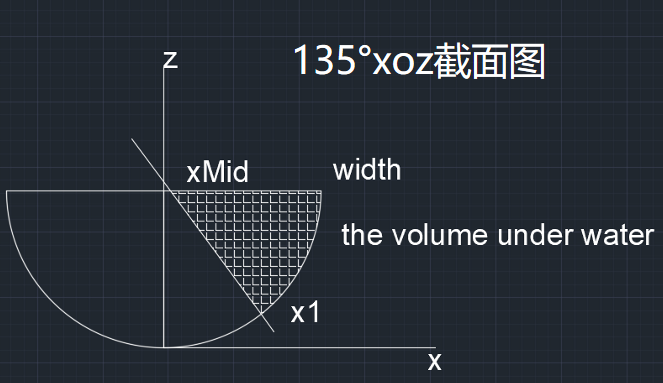 z
135°xoz截面图
xMid
width
the volume under water
x1
x